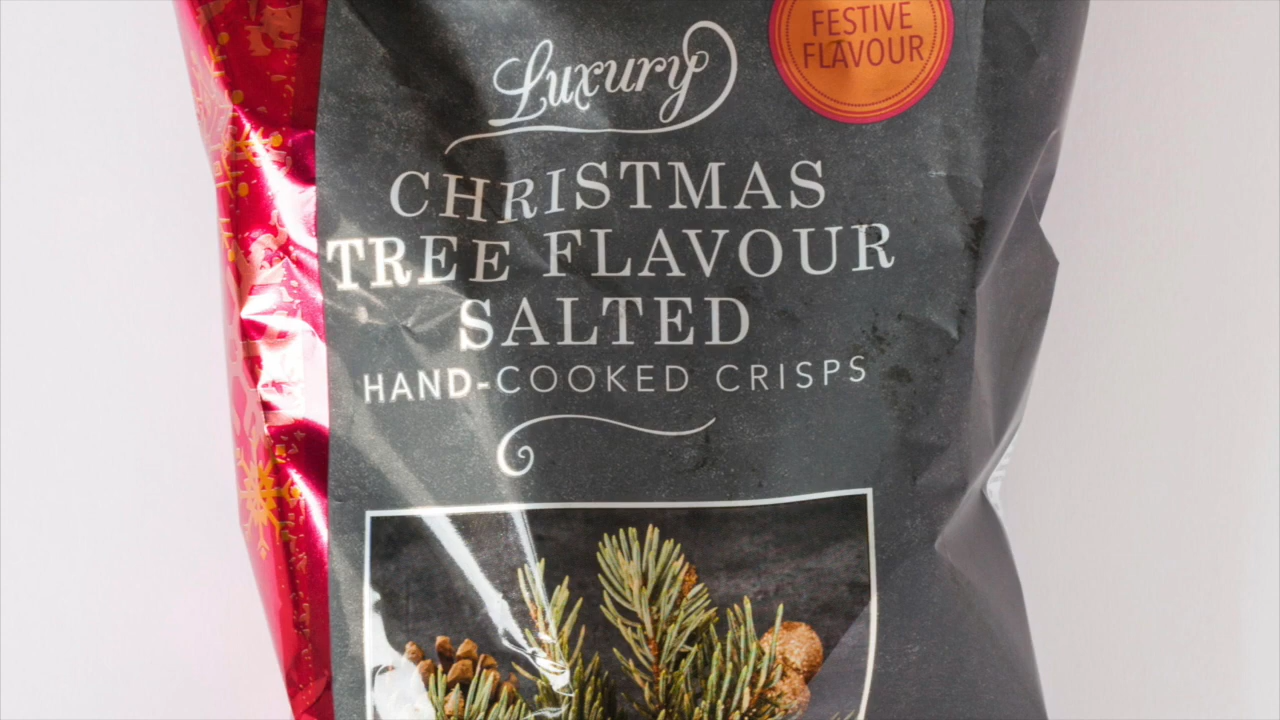 FESTIVE
FLAVOUR
Luxury
CHRISTMAS
TREE FLAVOUR
SALTED
HAND-COOKED CRISPS